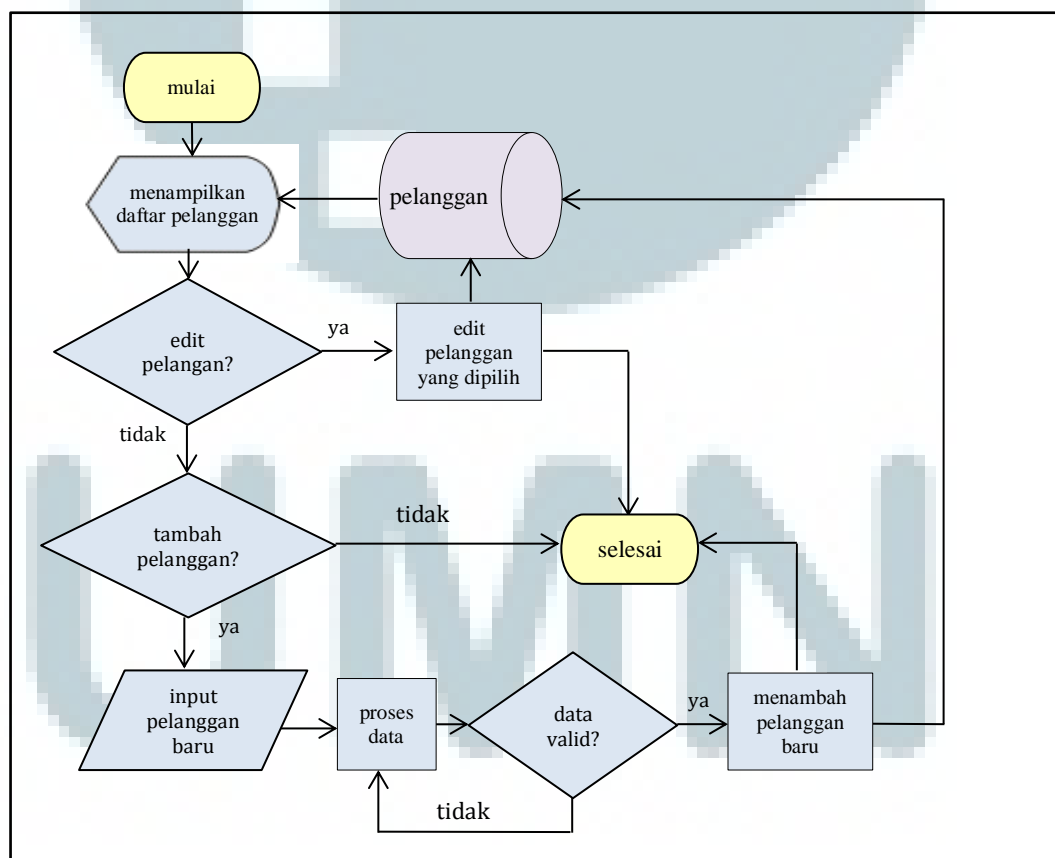 mulai
menampilkan
daftar pelanggan
pelanggan
edit
pelangan?
ya
edit
pelanggan
yang dipilih
tidak
tambah
pelanggan?
tidak
selesai
ya
input
pelanggan
baru
proses
data
data
valid?
ya
menambah
pelanggan
baru
tidak
UMN